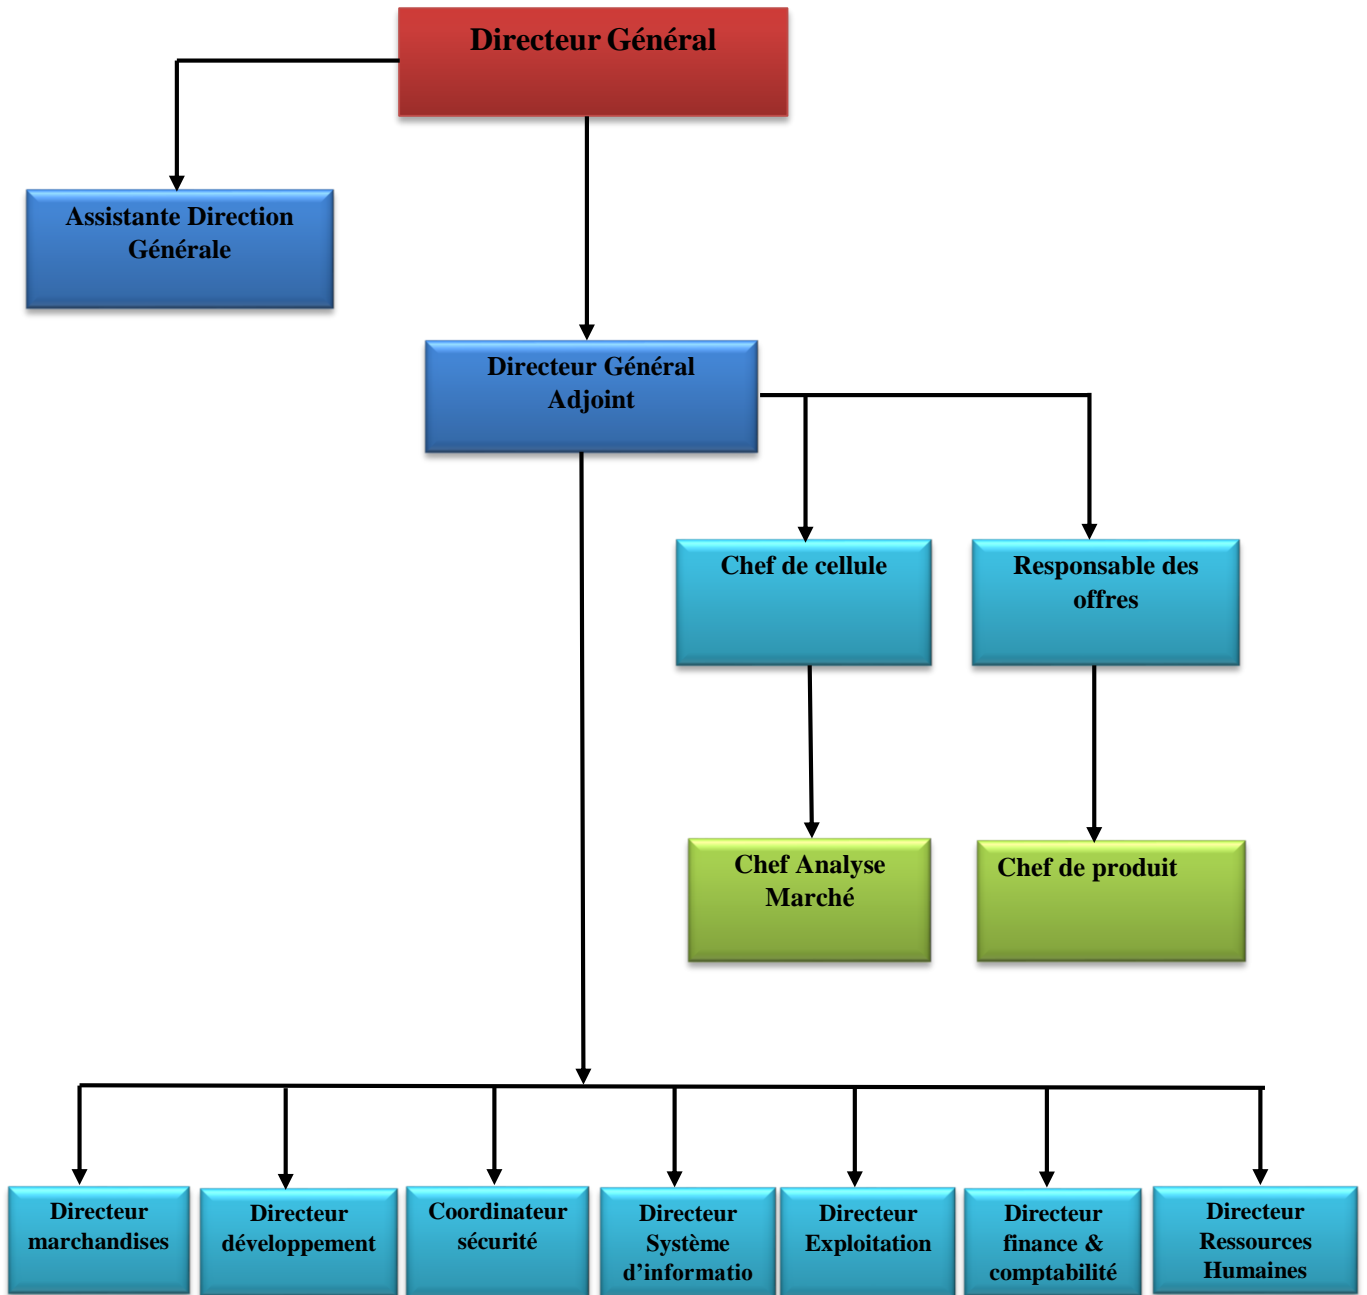 Directeur Général
Assistante Direction
Générale
Directeur Général
Adjoint
Chef de cellule
Responsable des
offres
Chef Analyse
Marché
Chef de produit
Directeur
marchandises
Directeur
développement
Coordinateur
sécurité
Directeur
Système
d’informatio
Directeur
Exploitation
Directeur
finance &
comptabilité
Directeur
Ressources
Humaines